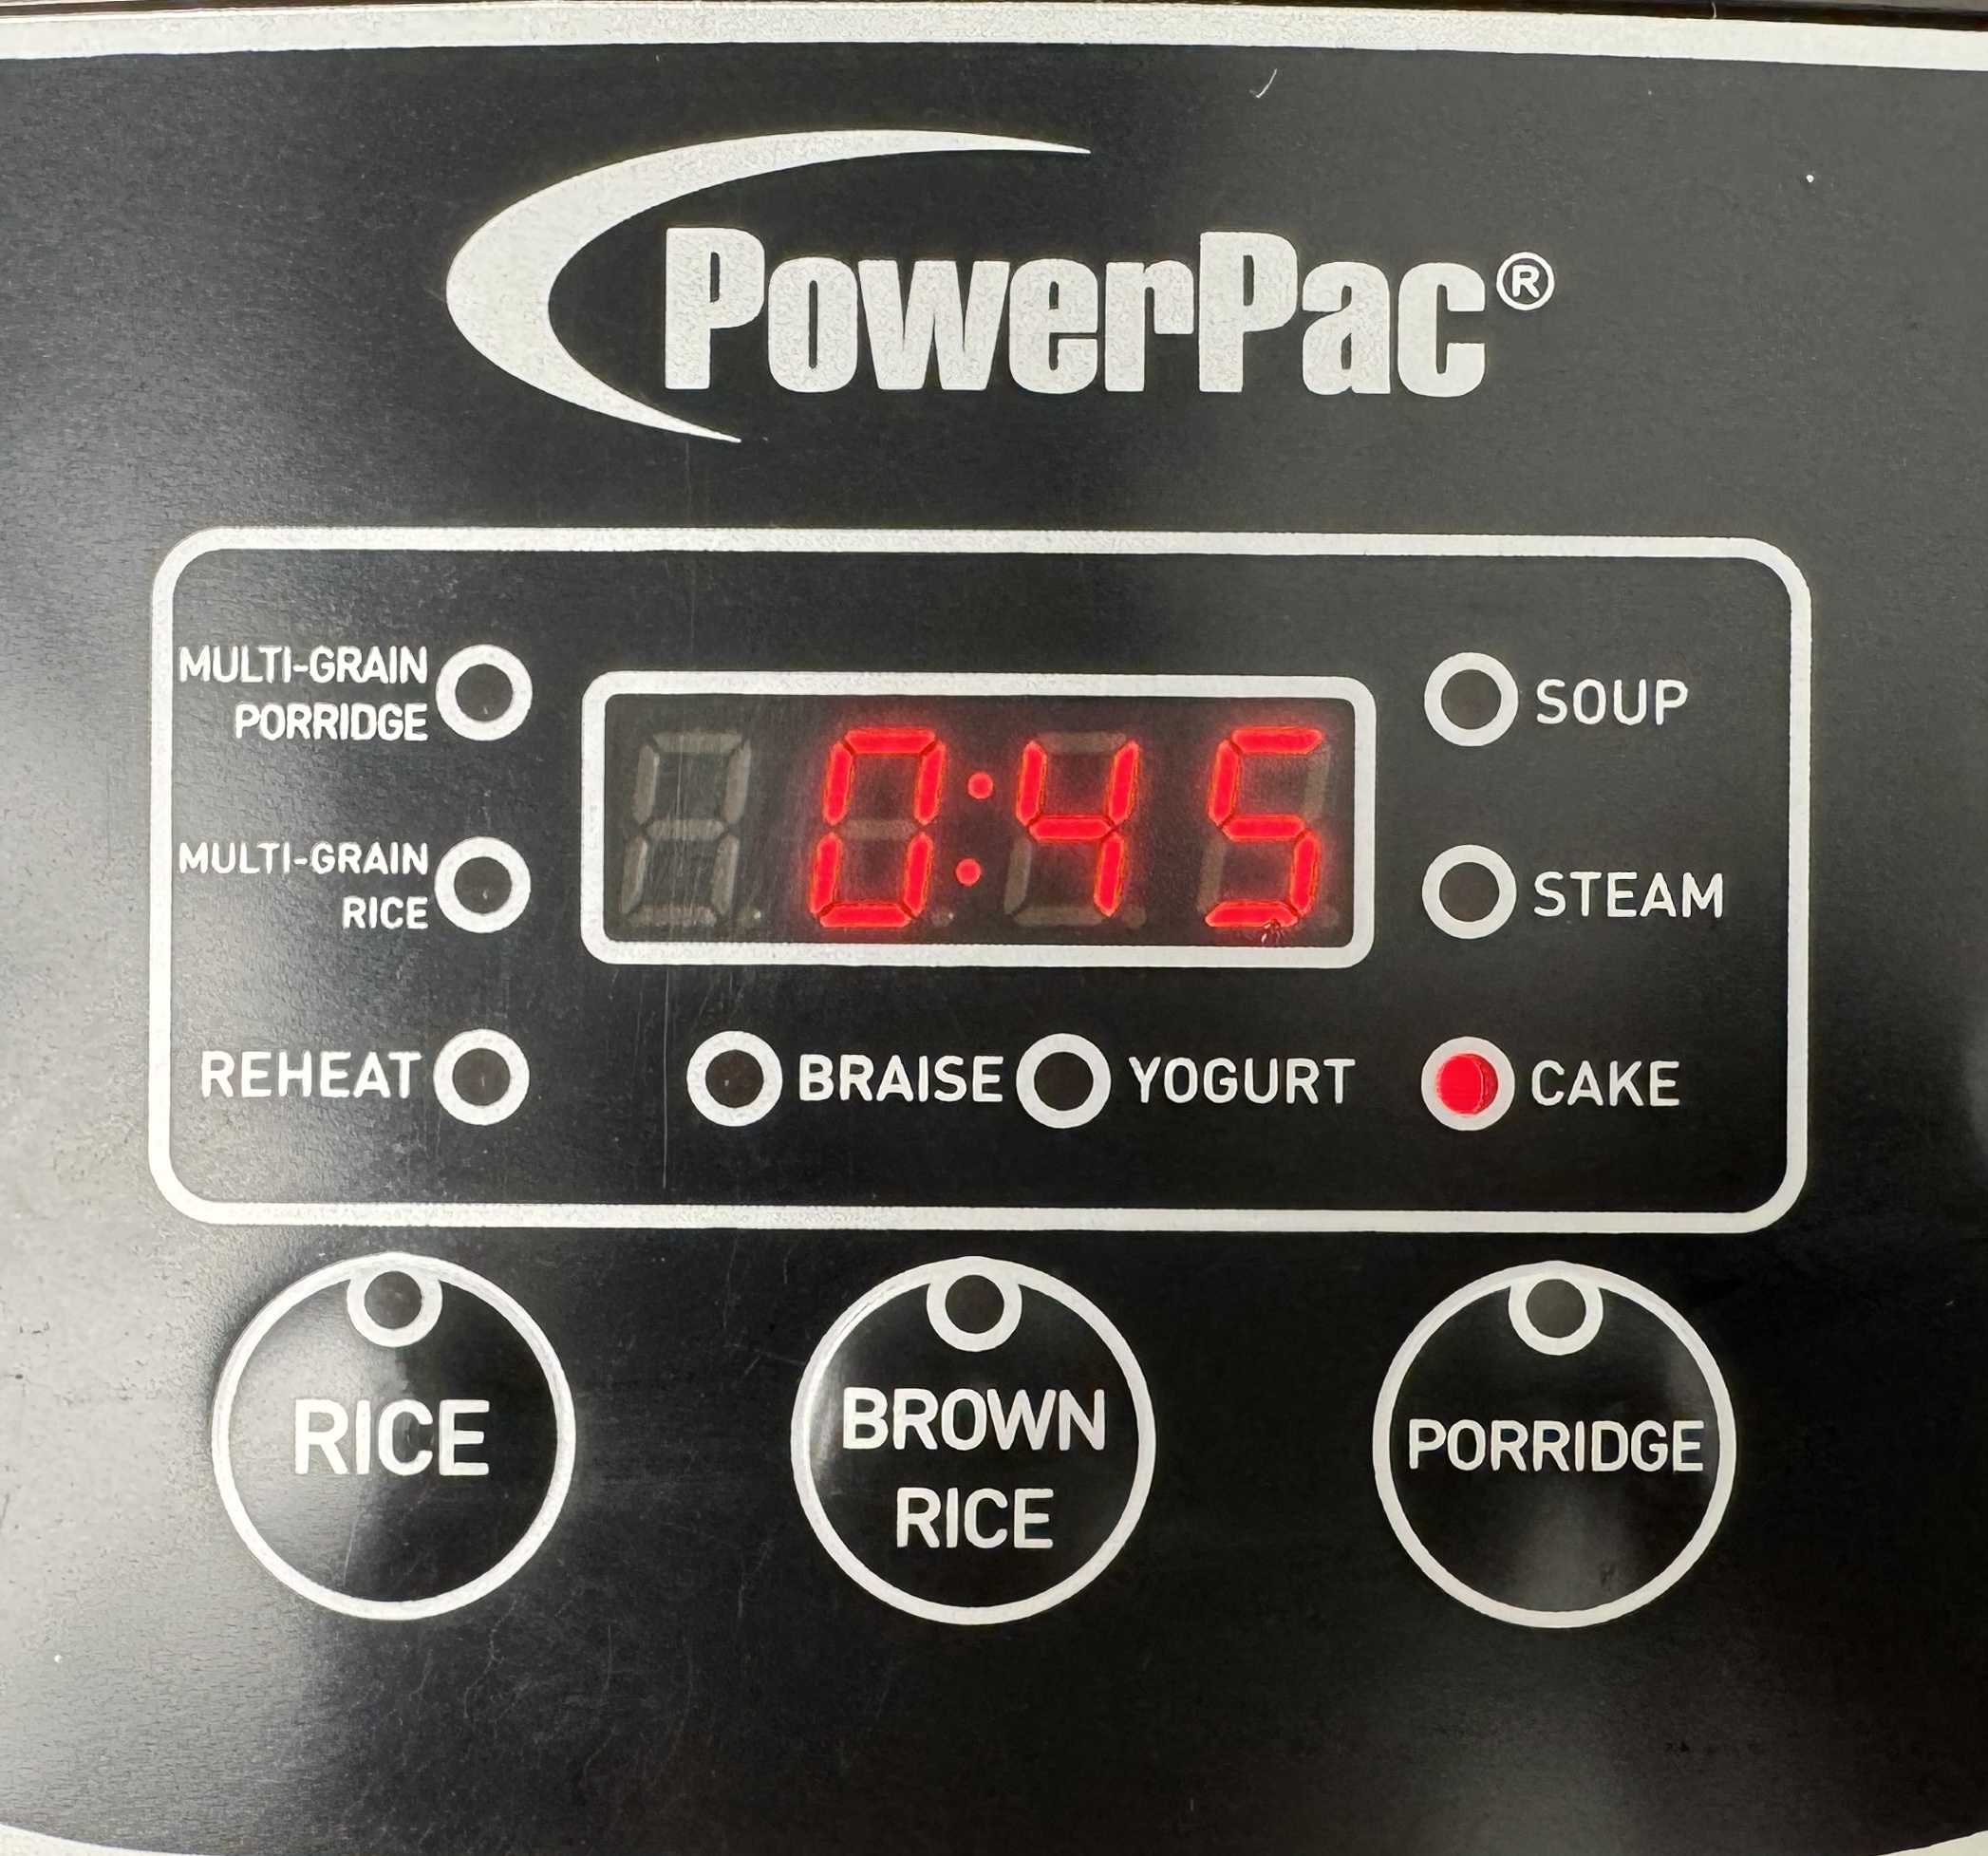 PowerPac®
MULTI-GRAIN
PORRIDGE
0:45
SOUP
MULTI-GRAIN
RICE
STEAM
REHEAT
BRAISE
YOGURT
CAKE
RICE
BROWN
RICE
PORRIDGE